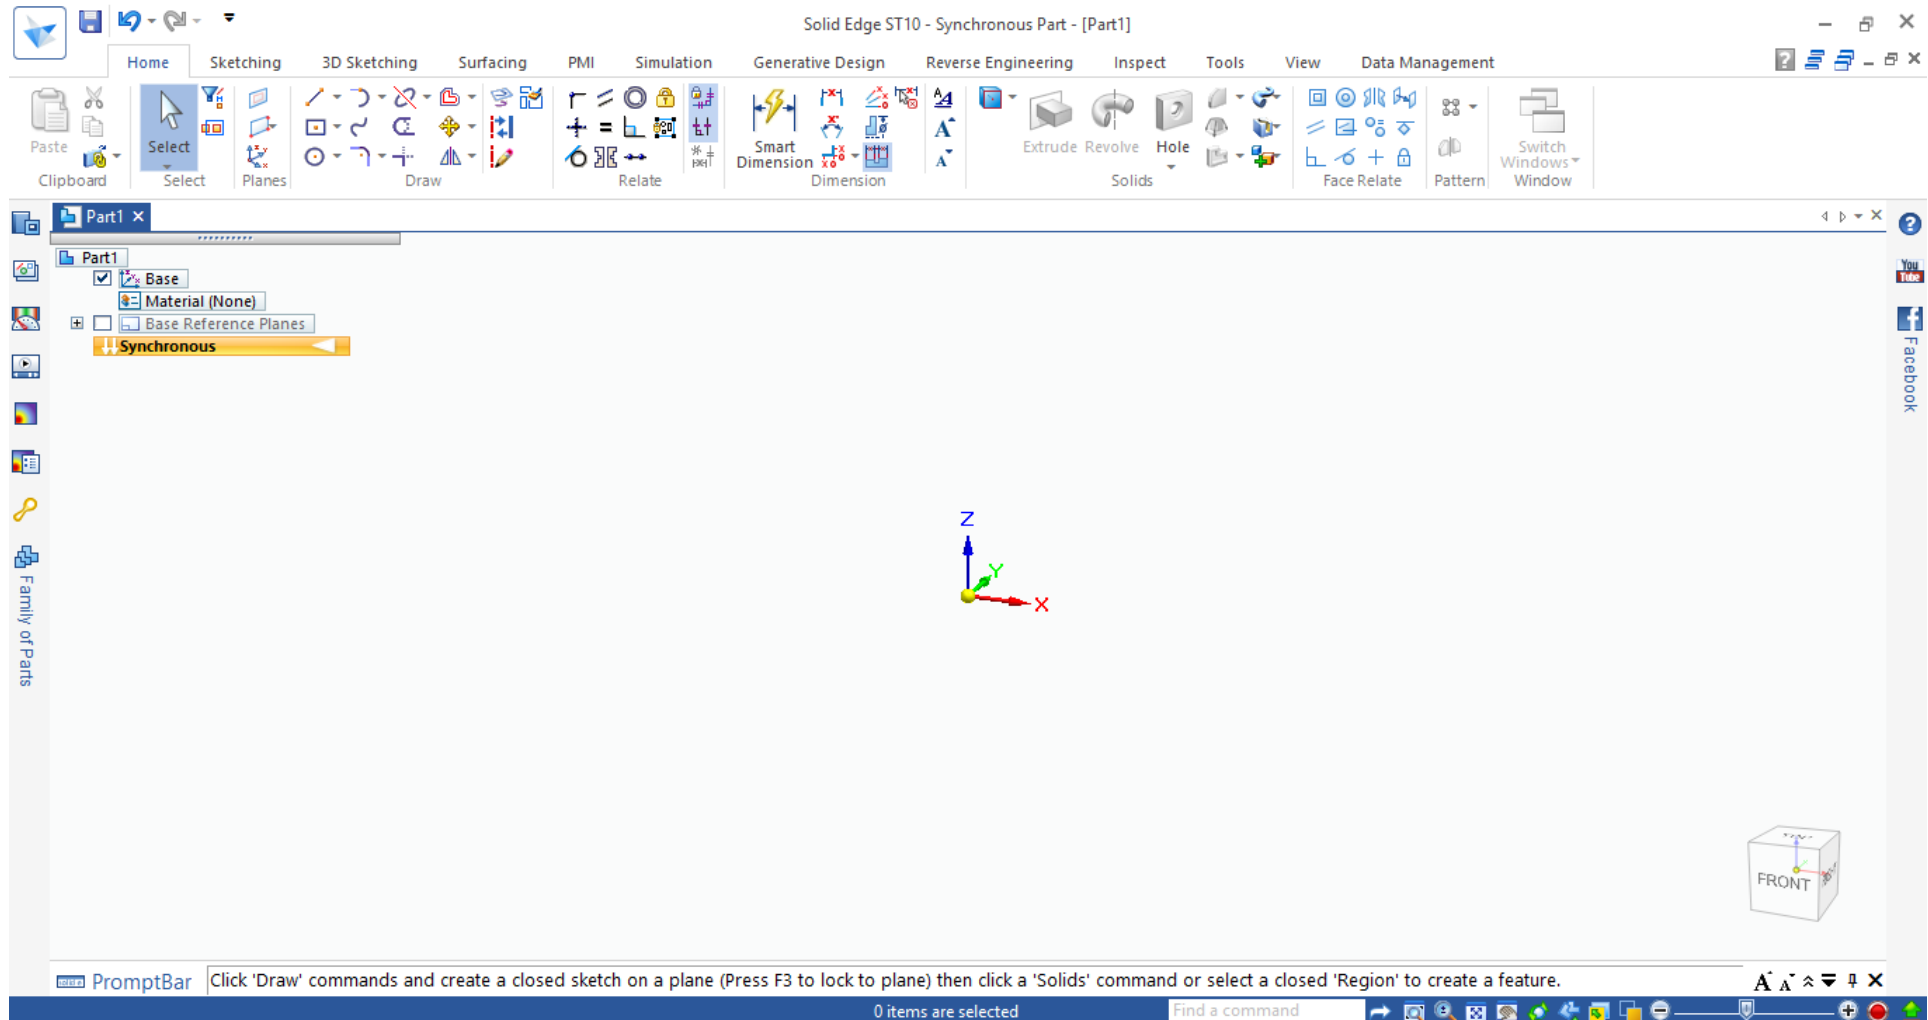 Solid Edge ST10 - Synchronous Part - [Part1]
Home Sketching 3D Sketching Surfacing PMI Simulation Generative Design Reverse Engineering Inspect Tools View Data Management
Paste
Select
Smart
Dimension
Extrude Revolve Hole
Switch
Windows
Clipboard Select Planes Draw Relate Dimension Solids Face Relate Pattern Window
Part1
You
Tube
Part1
Base
Material (None)
Base Reference Planes
Synchronous
Facebook
Family of Parts
Z
Y
X
FRONT
PromptBar Click 'Draw' commands and create a closed sketch on a plane (Press F3 to lock to plane) then click a 'Solids' command or select a closed 'Region' to create a feature.
0 items are selected Find a command